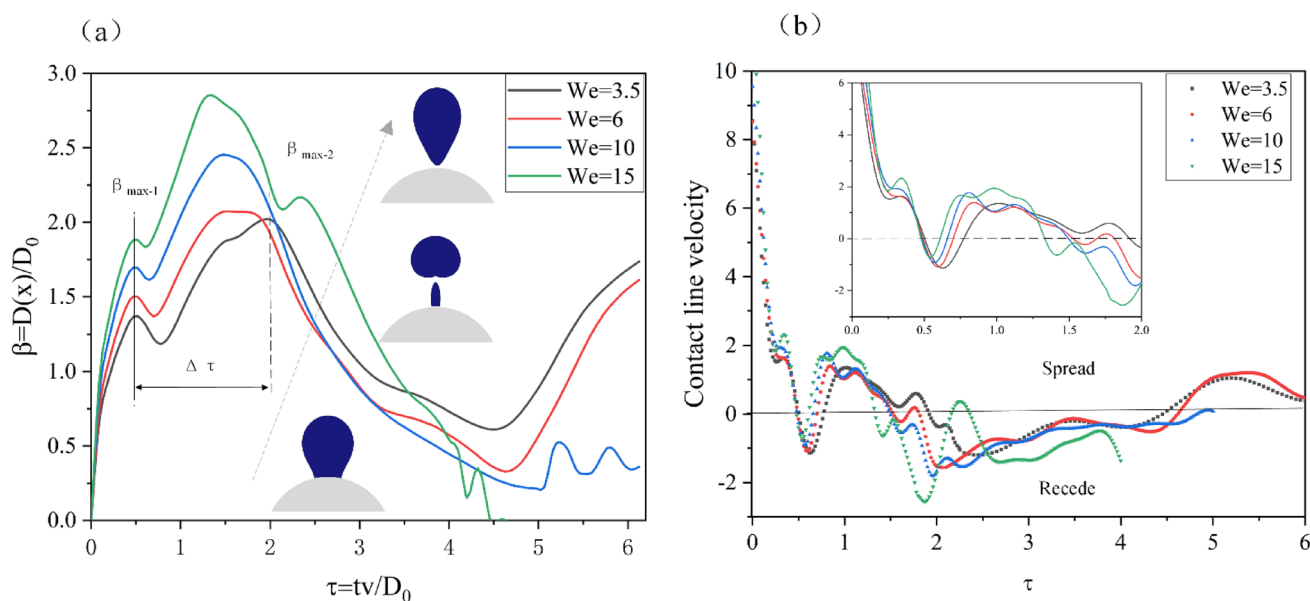 (a)
3.0
2.5
2.0
1.5
1.0
0.5
0.0
0
1
2
3
4
5
6
β=D(x)/D₀
τ=tv/D₀
We=3.5
We=6
We=10
We=15
β max-1
β max-2
Δ τ
(b)
10
8
6
4
2
0
-2
0
1
2
3
4
5
6
Contact line velocity
τ
We=3.5
We=6
We=10
We=15
6
4
2
0
-2
0.0
0.5
1.0
1.5
2.0
Spread
Recede